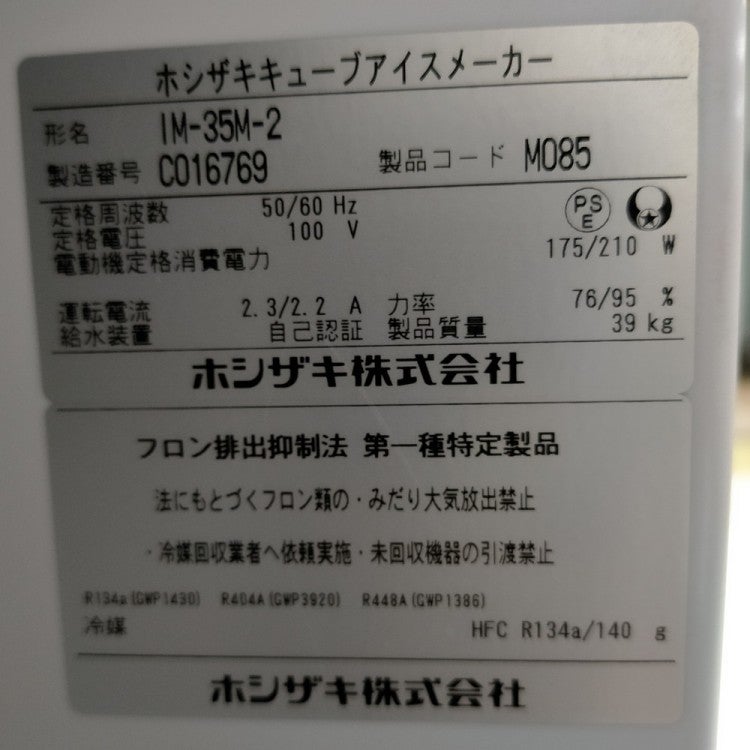 ホシザキキューブアイスメーカー
形名 IM-35M-2
製造番号 C016769 製品コード M085
定格周波数 50/60 Hz
定格電圧 100 V
PS E
電動機定格消費電力 175/210 W
運転電流 2.3/2.2 A 力率 76/95 %
給水装置 自己認証 製品質量 39 kg
ホシザキ株式会社
フロン排出抑制法 第一種特定製品
法にもとづくフロン類の・みだり大気放出禁止
・冷媒回収業者へ依頼実施・未回収機器の引渡禁止
R134a(GWP1430) R404A(GWP3920) R448A(GWP1386)
冷媒 HFC R134a/140 g
ホシザキ株式会社